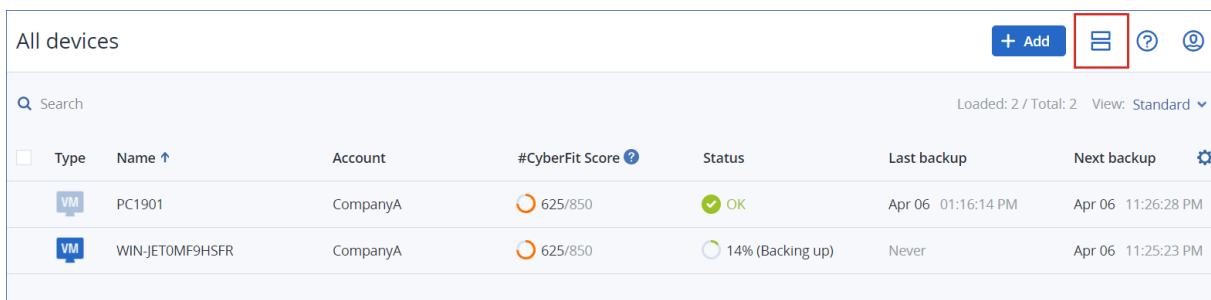 All devices
+ Add
Search
Loaded: 2 / Total: 2 View: Standard
Type Name Account #CyberFit Score Status Last backup Next backup
VM PC1901 CompanyA 625/850 OK Apr 06 01:16:14 PM Apr 06 11:26:28 PM
VM WIN-JET0MF9HSFR CompanyA 625/850 14% (Backing up) Never Apr 06 11:25:23 PM